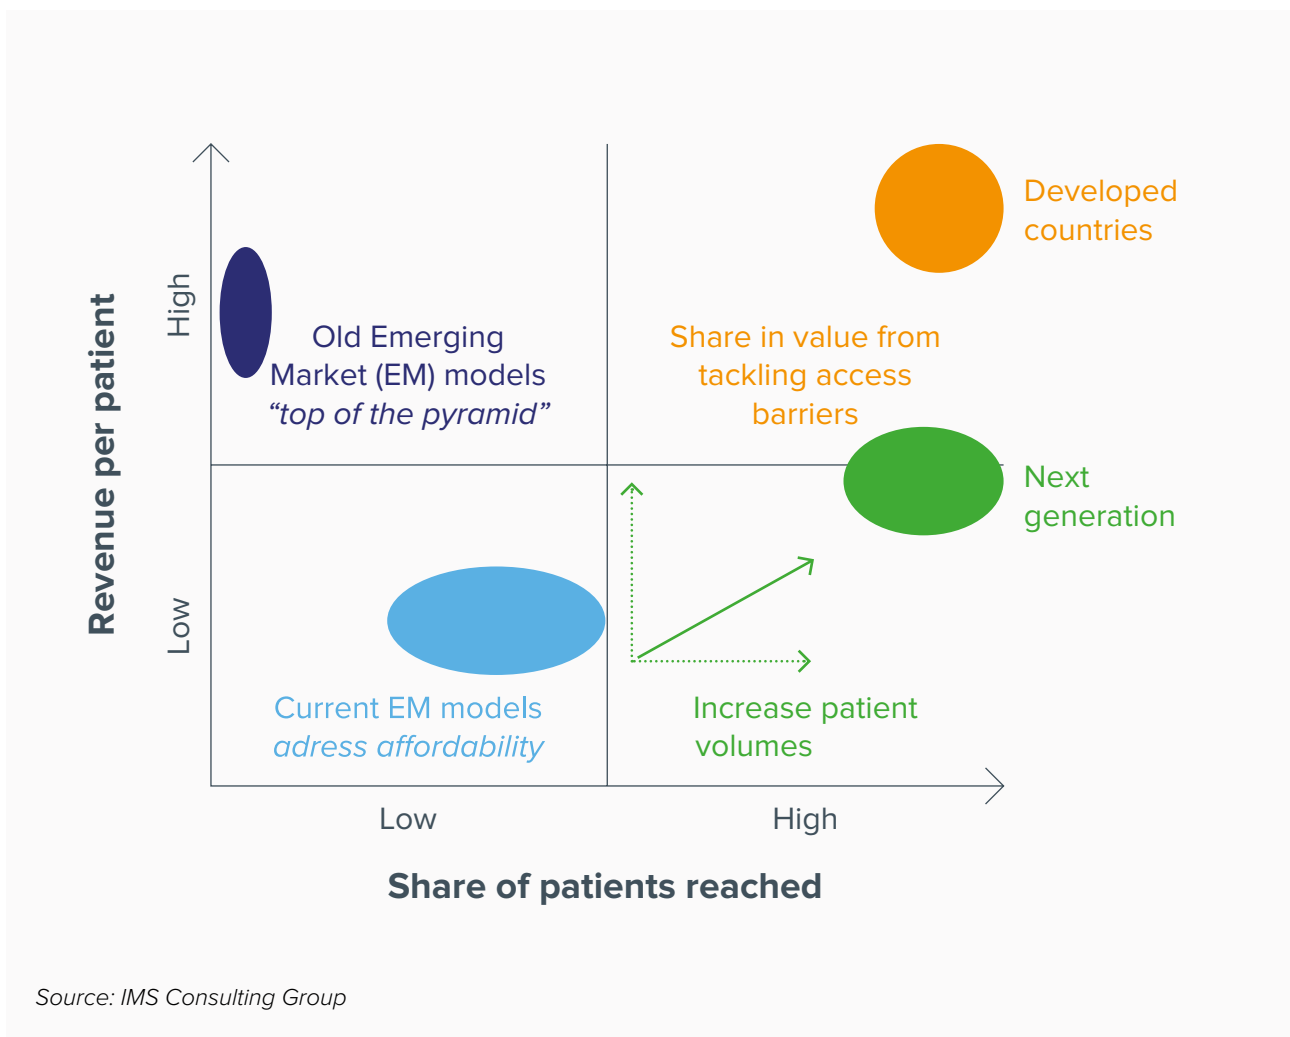 Developed
countries
High
Old Emerging
Market (EM) models
“top of the pyramid”
Share in value from
tackling access
barriers
Revenue per patient
Next
generation
Low
Current EM models
adress affordability
Increase patient
volumes
Low
High
Share of patients reached
Source: IMS Consulting Group